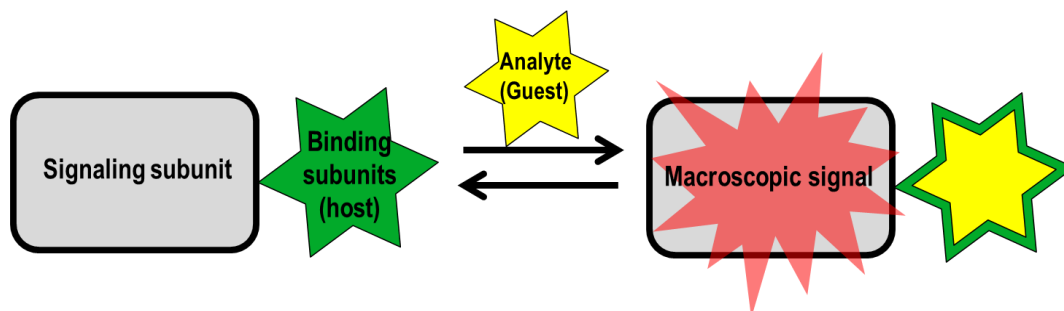 Signaling subunit
Binding
subunits
(host)
Analyte
(Guest)
Macroscopic signal